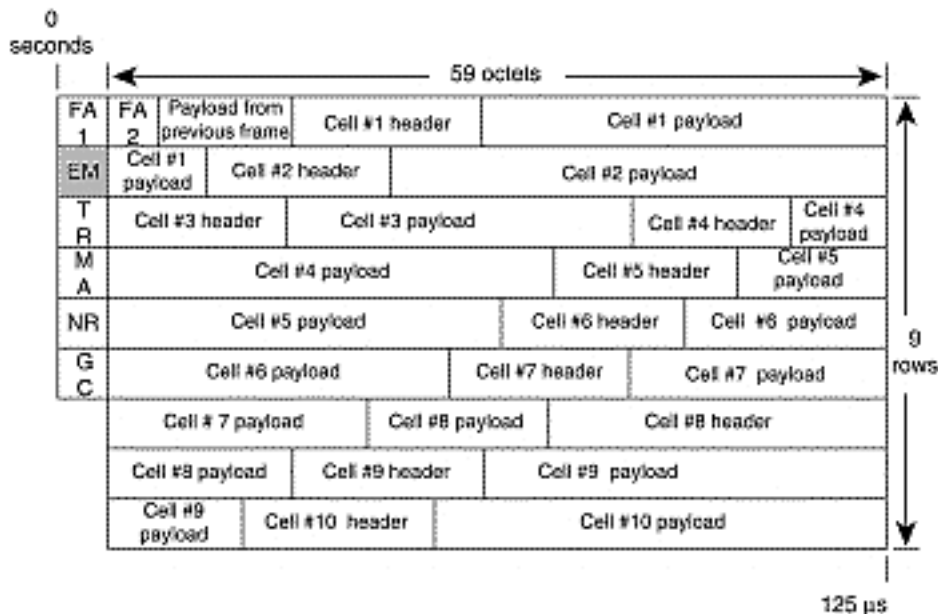 0
seconds
59 octets
FA
1
FA
2
Payload from
previous frame
Cell #1 header
Cell #1 payload
EM
Cell #1
payload
Cell #2 header
Cell #2 payload
T
R
Cell #3 header
Cell #3 payload
Cell #4 header
Cell #4
payload
M
A
Cell #4 payload
Cell #5 header
Cell #5
payload
NR
Cell #5 payload
Cell #6 header
Cell #6 payload
9
rows
G
C
Cell #6 payload
Cell #7 header
Cell #7 payload
Cell # 7 payload
Cell #8 payload
Cell #8 header
Cell #8 payload
Cell #9 header
Cell #9 payload
Cell #9
payload
Cell #10 header
Cell #10 payload
125 µs